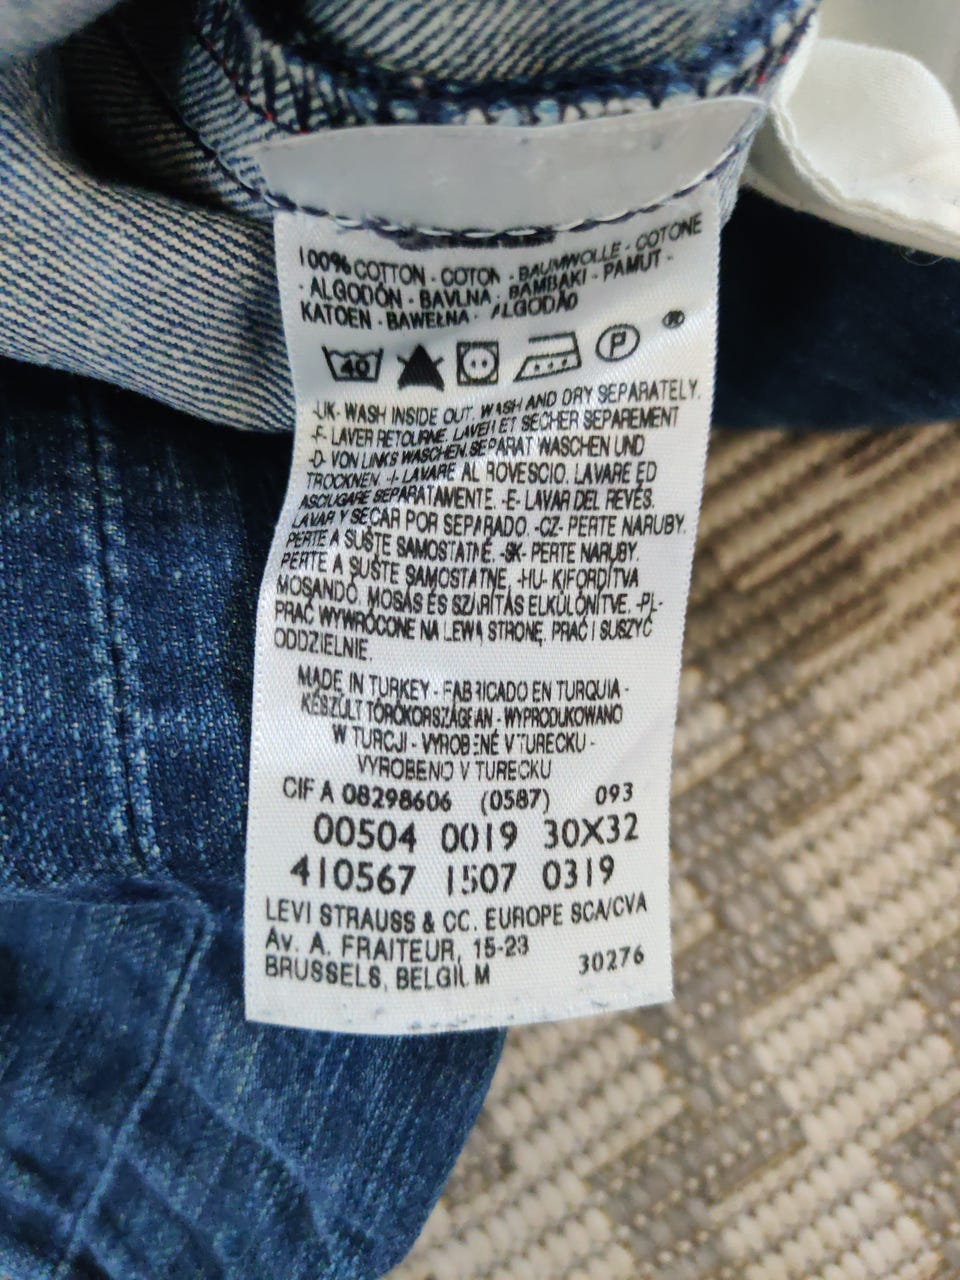 100% COTTON - COTON - BAUMWOLLE - COTONE
- ALGODÓN - BAVLNA - BAMBAKI - PAMUT -
KATOEN - BAWEŁNA - ALGODÃO
40 P ®
-UK- WASH INSIDE OUT. WASH AND DRY SEPARATELY.
-F- LAVER RETOURNE. LAVER ET SECHER SEPAREMENT
-D- VON LINKS WASCHEN. SEPARAT WASCHEN UND
TROCKNEN. -I- LAVARE AL ROVESCIO. LAVARE ED
ASCIUGARE SEPARATAMENTE. -E- LAVAR DEL REVÉS.
LAVAR Y SECAR POR SEPARADO. -CZ- PERTE NARUBY.
PERTE A SUŠTE SAMOSTATNĚ. -SK- PERTE NARUBY.
PERTE A SUŠTE SAMOSTATNE. -HU- KIFORDÍTVA
MOSANDÓ. MOSÁS ÉS SZÁRÍTÁS ELKÜLÖNÍTVE. -PL-
PRAĆ WYWRÓCONE NA LEWĄ STRONĘ, PRAĆ I SUSZYĆ
ODDZIELNIE.
MADE IN TURKEY - FABRICADO EN TURQUIA -
KÉSZÜLT TÖRÖKORSZÁGBAN - WYPRODUKOWANO
W TURCJI - VYROBENÉ V TURECKU -
VYROBENO V TURECKU
CIF A 08298606 (0587) 093
00504 0019 30X32
410567 1507 0319
LEVI STRAUSS & CO. EUROPE SCA/CVA
AV. A. FRAITEUR, 15-23
BRUSSELS, BELGIUM 30276